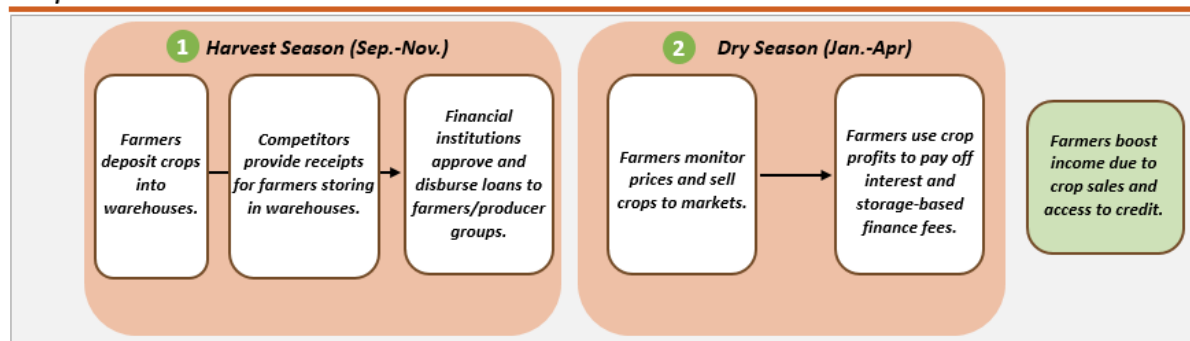 1 Harvest Season (Sep.-Nov.)
Farmers
deposit crops
into
warehouses.
Competitors
provide receipts
for farmers storing
in warehouses.
Financial
institutions
approve and
disburse loans to
farmers/producer
groups.
2 Dry Season (Jan.-Apr)
Farmers monitor
prices and sell
crops to markets.
Farmers use crop
profits to pay off
interest and
storage-based
finance fees.
Farmers boost
income due to
crop sales and
access to credit.